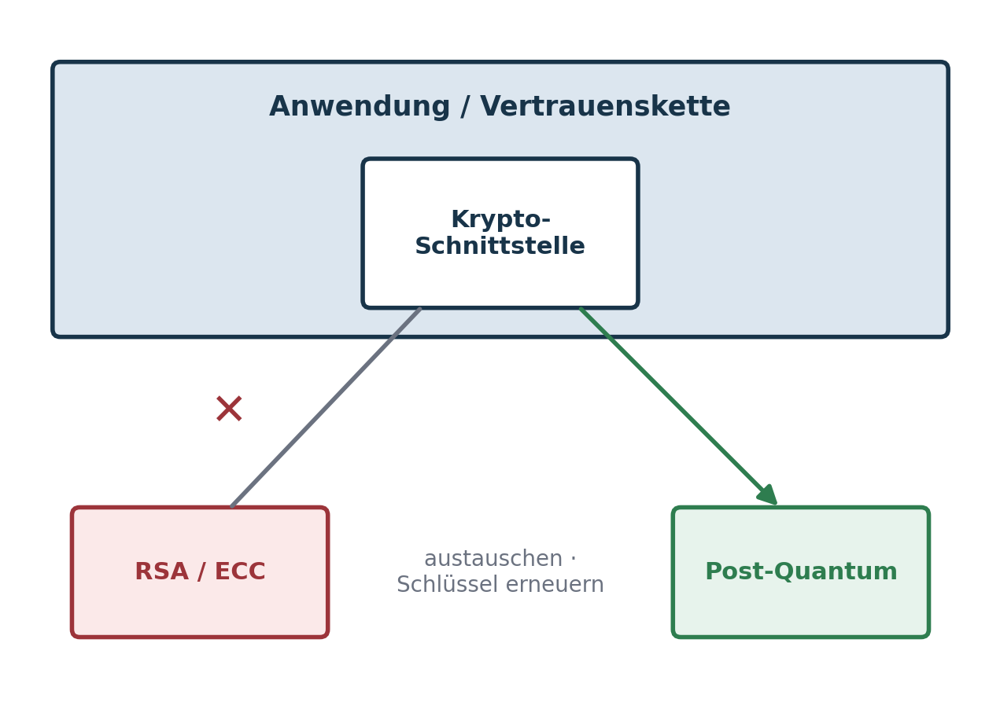 Anwendung / Vertrauenskette
Krypto-
Schnittstelle
×
RSA / ECC
austauschen ·
Schlüssel erneuern
Post-Quantum